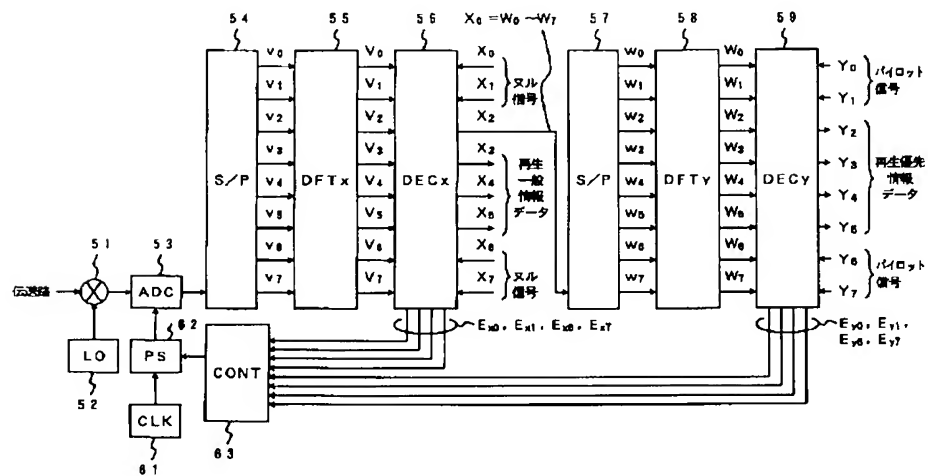 54
55
56
X₀=W₀〜W₇
57
58
59
v₀
V₀
X₀
w₀
W₀
Y₀
パイロット
信号
v₁
V₁
X₁
ヌル
信号
w₁
W₁
Y₁
v₂
V₂
X₂
w₂
W₂
Y₂
v₃
V₃
X₂
w₃
W₃
Y₃
再生優先
情報
データ
S/P
DFTx
DECx
再生
一般
情報
データ
S/P
DFTy
DECy
v₄
V₄
X₄
w₄
W₄
Y₄
v₅
V₅
X₅
w₅
W₅
Y₅
v₆
V₆
X₆
w₆
W₆
Y₆
パイロット
信号
51
53
v₇
V₇
X₇
ヌル
信号
w₇
W₇
Y₇
伝送路
ADC
62
Eₓ₀, Eₓ₁, Eₓ₆, Eₓ₇
Ey₀, Ey₁,
Ey₆, Ey₇
LO
PS
CONT
52
CLK
61
63